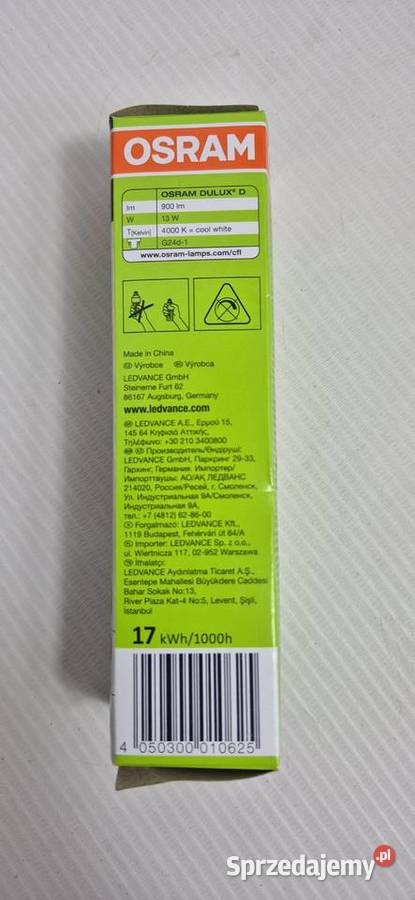 OSRAM
OSRAM DULUX® D
lm 900 lm
W 13 W
T(Kelvin) 4000 K = cool white
G24d-1
www.osram-lamps.com/cfl
Made in China
Výrobce Výrobca
LEDVANCE GmbH
Steinerne Furt 62
86167 Augsburg, Germany
www.ledvance.com
LEDVANCE A.E., Ερμού 15,
145 64 Κηφισιά Αττικής,
Τηλέφωνο: +30 210 3400800
Производитель/Өндіруші:
LEDVANCE GmbH, Паркринг 29-33,
Гархинг, Германия. Импортер/
Импорттаушы: АО/АҚ ЛЕДВАНС
214020, Россия/Ресей, г. Смоленск,
Ул. Индустриальная 9А/Смоленск,
Индустриальная 9А,
тел.: +7 (4812) 62-86-00
Forgalmazó: LEDVANCE Kft.,
1119 Budapest, Fehérvári út 84/A
Importer: LEDVANCE Sp. z o.o.,
ul. Wiertnicza 117, 02-952 Warszawa
İthalatçı:
LEDVANCE Aydınlatma Ticaret A.Ş.,
Esentepe Mahallesi Büyükdere Caddesi
Bahar Sokak No:13,
River Plaza Kat-4 No:5, Levent, Şişli,
İstanbul
17 kWh/1000h
4 050300 010625
Sprzedajemy.pl